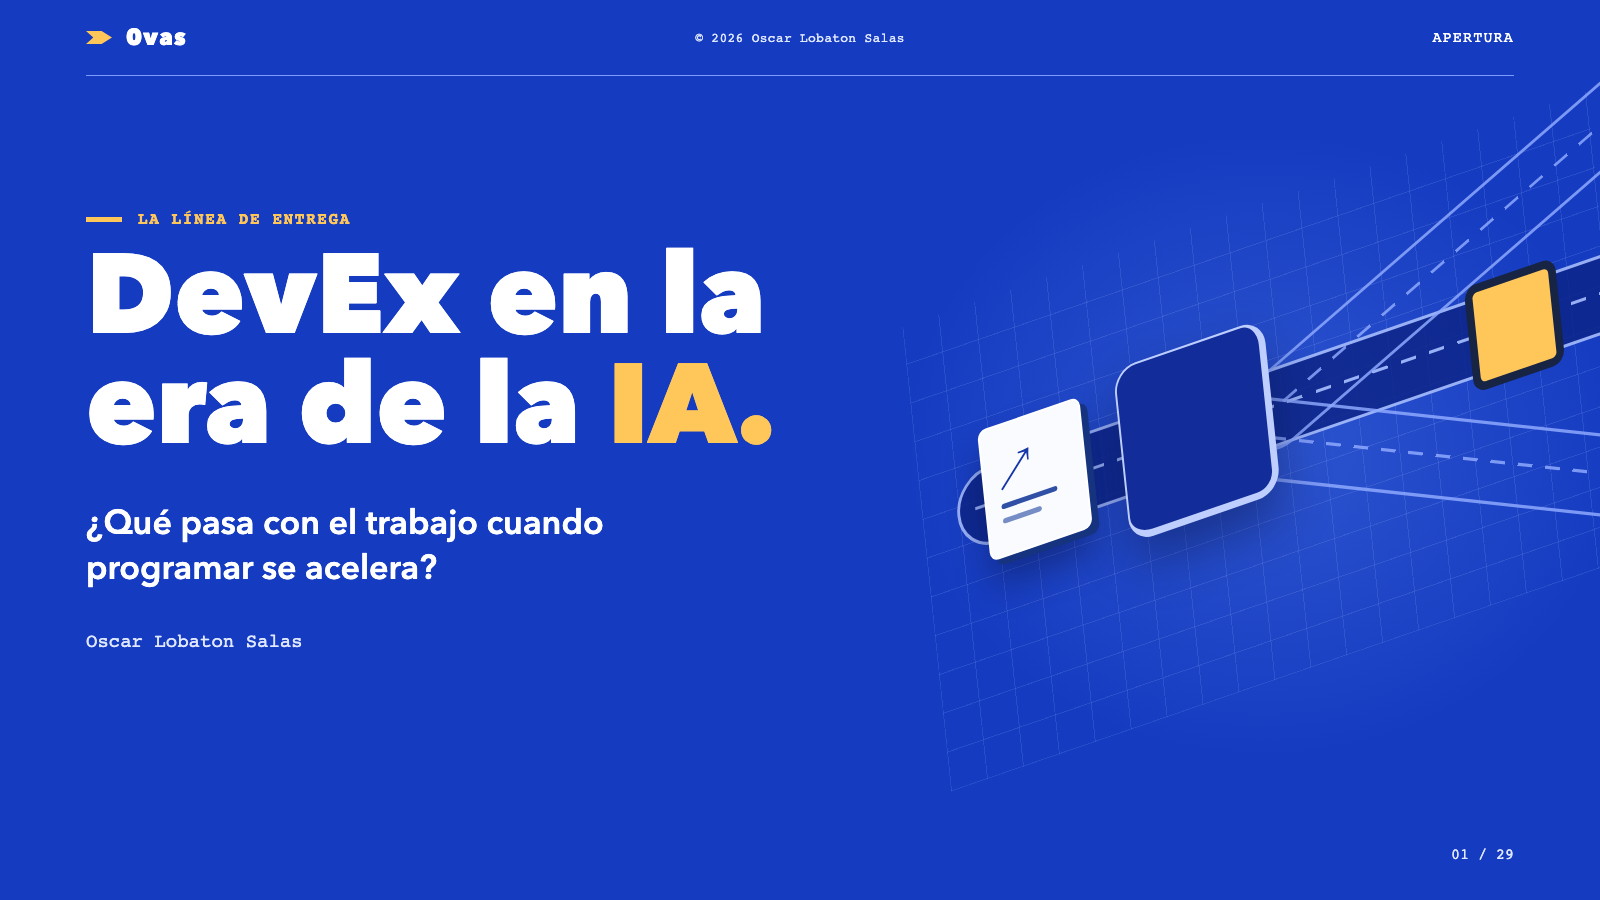 Ovas
© 2026 Oscar Lobaton Salas
APERTURA
LA LÍNEA DE ENTREGA
DevEx en la
era de la IA.
¿Qué pasa con el trabajo cuando
programar se acelera?
Oscar Lobaton Salas
01 / 29